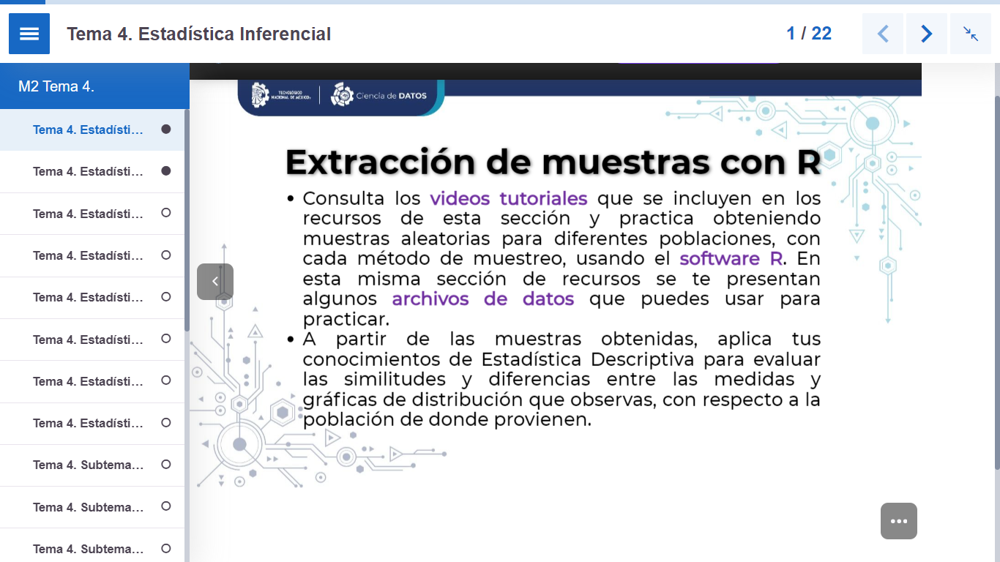 Tema 4. Estadística Inferencial
1 / 22
M2 Tema 4.
Tema 4. Estadísti...
Tema 4. Estadísti...
Tema 4. Estadísti...
Tema 4. Estadísti...
Tema 4. Estadísti...
Tema 4. Estadísti...
Tema 4. Estadísti...
Tema 4. Estadísti...
Tema 4. Subtema...
Tema 4. Subtema...
Tema 4. Subtema...
TECNOLÓGICO
NACIONAL DE MÉXICO
Ciencia de DATOS
Extracción de muestras con R
• Consulta los videos tutoriales que se incluyen en los
recursos de esta sección y practica obteniendo
muestras aleatorias para diferentes poblaciones, con
cada método de muestreo, usando el software R. En
esta misma sección de recursos se te presentan
algunos archivos de datos que puedes usar para
practicar.
• A partir de las muestras obtenidas, aplica tus
conocimientos de Estadística Descriptiva para evaluar
las similitudes y diferencias entre las medidas y
gráficas de distribución que observas, con respecto a la
población de donde provienen.